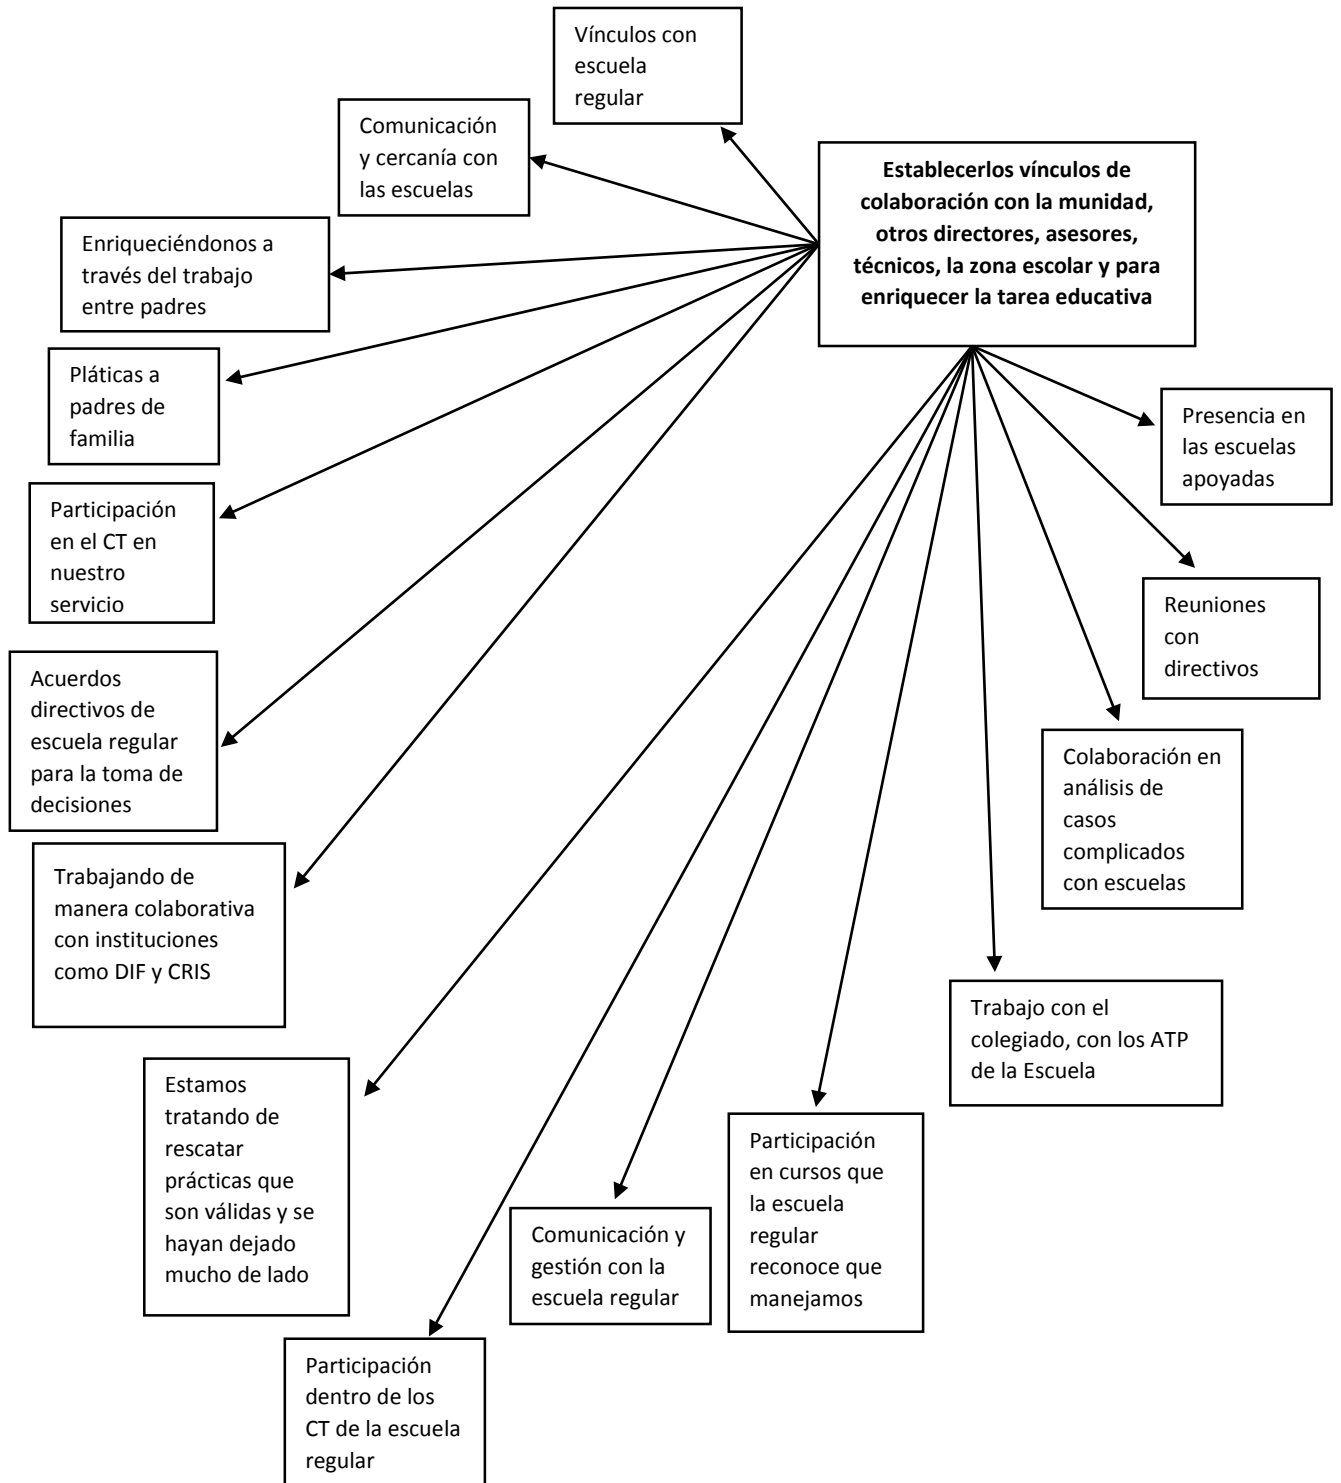 Vínculos con
escuela
regular
Comunicación
y cercanía con
las escuelas
Establecerlos vínculos de
colaboración con la munidad,
otros directores, asesores,
técnicos, la zona escolar y para
enriquecer la tarea educativa
Enriqueciéndonos a
través del trabajo
entre padres
Pláticas a
padres de
familia
Presencia en
las escuelas
apoyadas
Participación
en el CT en
nuestro
servicio
Reuniones
con
directivos
Acuerdos
directivos de
escuela regular
para la toma de
decisiones
Colaboración en
análisis de
casos
complicados
con escuelas
Trabajando de
manera colaborativa
con instituciones
como DIF y CRIS
Trabajo con el
colegiado, con los ATP
de la Escuela
Estamos
tratando de
rescatar
prácticas que
son válidas y se
hayan dejado
mucho de lado
Participación
en cursos que
la escuela
regular
reconoce que
manejamos
Comunicación y
gestión con la
escuela regular
Participación
dentro de los
CT de la escuela
regular